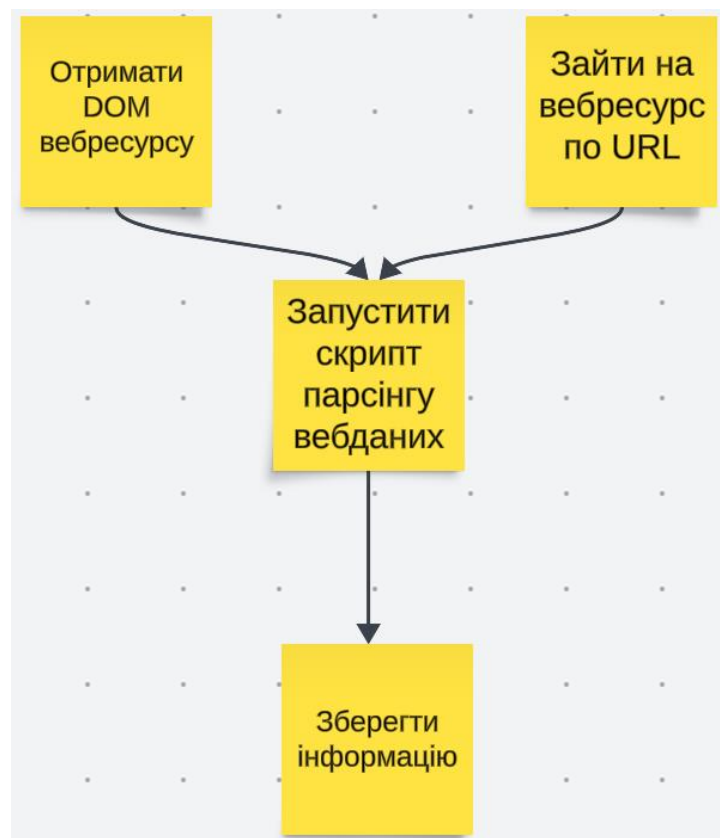 Отримати
DOM
вебресурсу
Зайти на
вебресурс
по URL
Запустити
скрипт
парсінгу
вебданих
Зберегти
інформацію